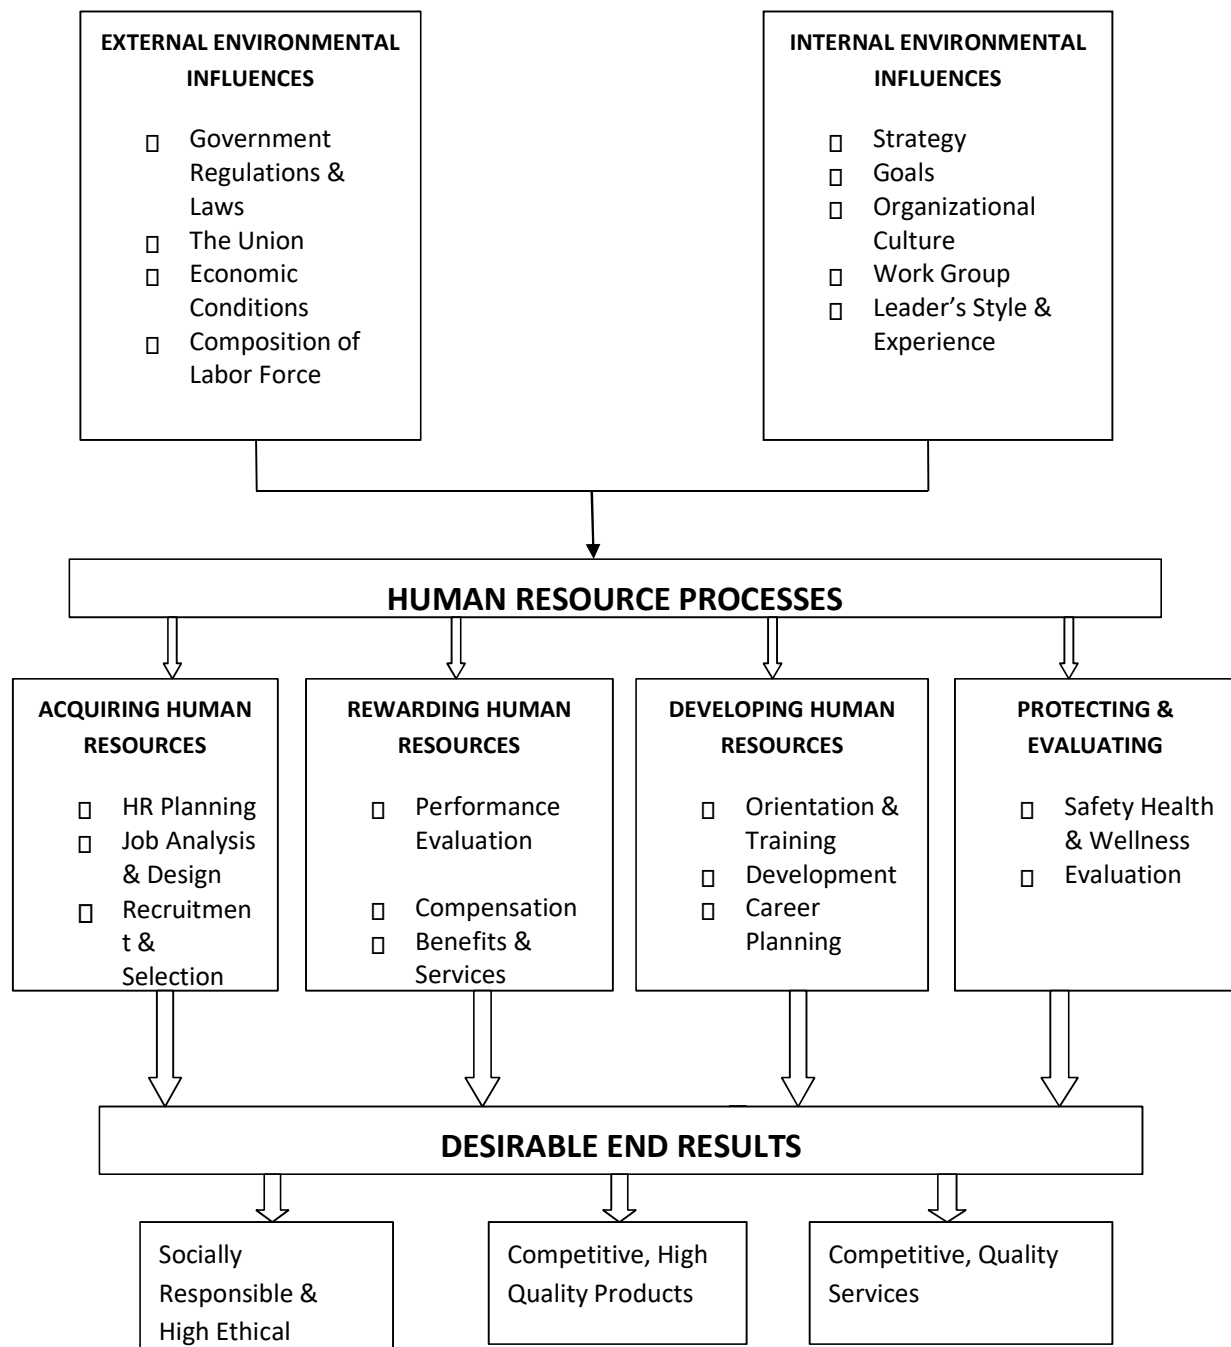 EXTERNAL ENVIRONMENTAL
INFLUENCES
Government
Regulations &
Laws
The Union
Economic
Conditions
Composition of
Labor Force
INTERNAL ENVIRONMENTAL
INFLUENCES
Strategy
Goals
Organizational
Culture
Work Group
Leader’s Style &
Experience
HUMAN RESOURCE PROCESSES
ACQUIRING HUMAN
RESOURCES
HR Planning
Job Analysis
& Design
Recruitmen
t &
Selection
REWARDING HUMAN
RESOURCES
Performance
Evaluation
Compensation
Benefits &
Services
DEVELOPING HUMAN
RESOURCES
Orientation &
Training
Development
Career
Planning
PROTECTING &
EVALUATING
Safety Health
& Wellness
Evaluation
DESIRABLE END RESULTS
Socially
Responsible &
High Ethical
Competitive, High
Quality Products
Competitive, Quality
Services